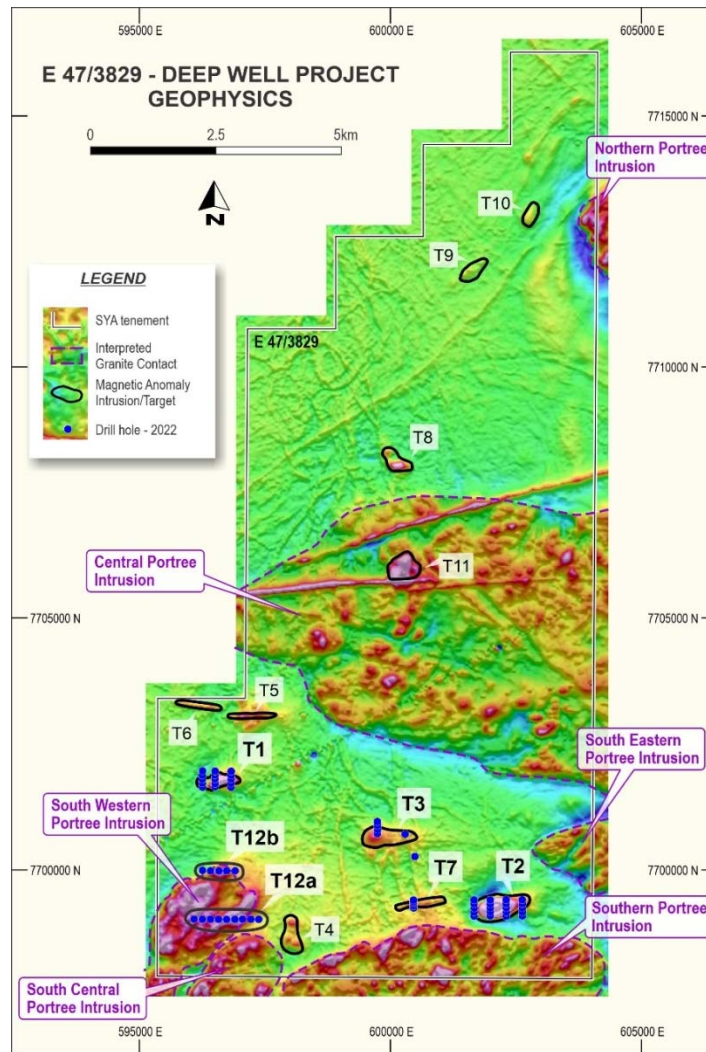 595000 E
600000 E
605000 E
E 47/3829 - DEEP WELL PROJECT
GEOPHYSICS
0
2.5
5km
N
7715000 N
Northern Portree
Intrusion
T10
T9
LEGEND
SYA tenement
Interpreted
Granite Contact
Magnetic Anomaly
Intrusion/Target
Drill hole - 2022
E 47/3829
7710000 N
T8
Central Portree
Intrusion
T11
7705000 N
T5
T6
T1
South Eastern
Portree Intrusion
South Western
Portree Intrusion
T3
T12b
7700000 N
T12a
T7
T2
T4
Southern Portree
Intrusion
South Central
Portree Intrusion
595000 E
600000 E
605000 E